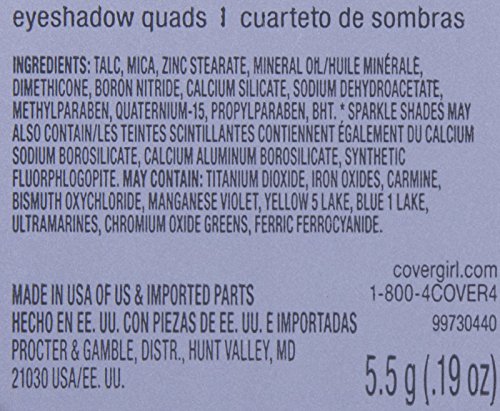 eyeshadow quads | cuarteto de sombras
INGREDIENTS: TALC, MICA, ZINC STEARATE, MINERAL OIL/HUILE MINÉRALE,
DIMETHICONE, BORON NITRIDE, CALCIUM SILICATE, SODIUM DEHYDROACETATE,
METHYLPARABEN, QUATERNIUM-15, PROPYLPARABEN, BHT. * SPARKLE SHADES MAY
ALSO CONTAIN/LES TEINTES SCINTILLANTES CONTIENNENT ÉGALEMENT DU CALCIUM
SODIUM BOROSILICATE, CALCIUM ALUMINUM BOROSILICATE, SYNTHETIC
FLUORPHLOGOPITE. MAY CONTAIN: TITANIUM DIOXIDE, IRON OXIDES, CARMINE,
BISMUTH OXYCHLORIDE, MANGANESE VIOLET, YELLOW 5 LAKE, BLUE 1 LAKE,
ULTRAMARINES, CHROMIUM OXIDE GREENS, FERRIC FERROCYANIDE.
covergirl.com
MADE IN USA OF US & IMPORTED PARTS 1-800-4COVER4
HECHO EN EE. UU. CON PIEZAS DE EE. UU. E IMPORTADAS 99730440
PROCTER & GAMBLE, DISTR., HUNT VALLEY, MD
21030 USA/EE. UU. 5.5 g (.19 oz)